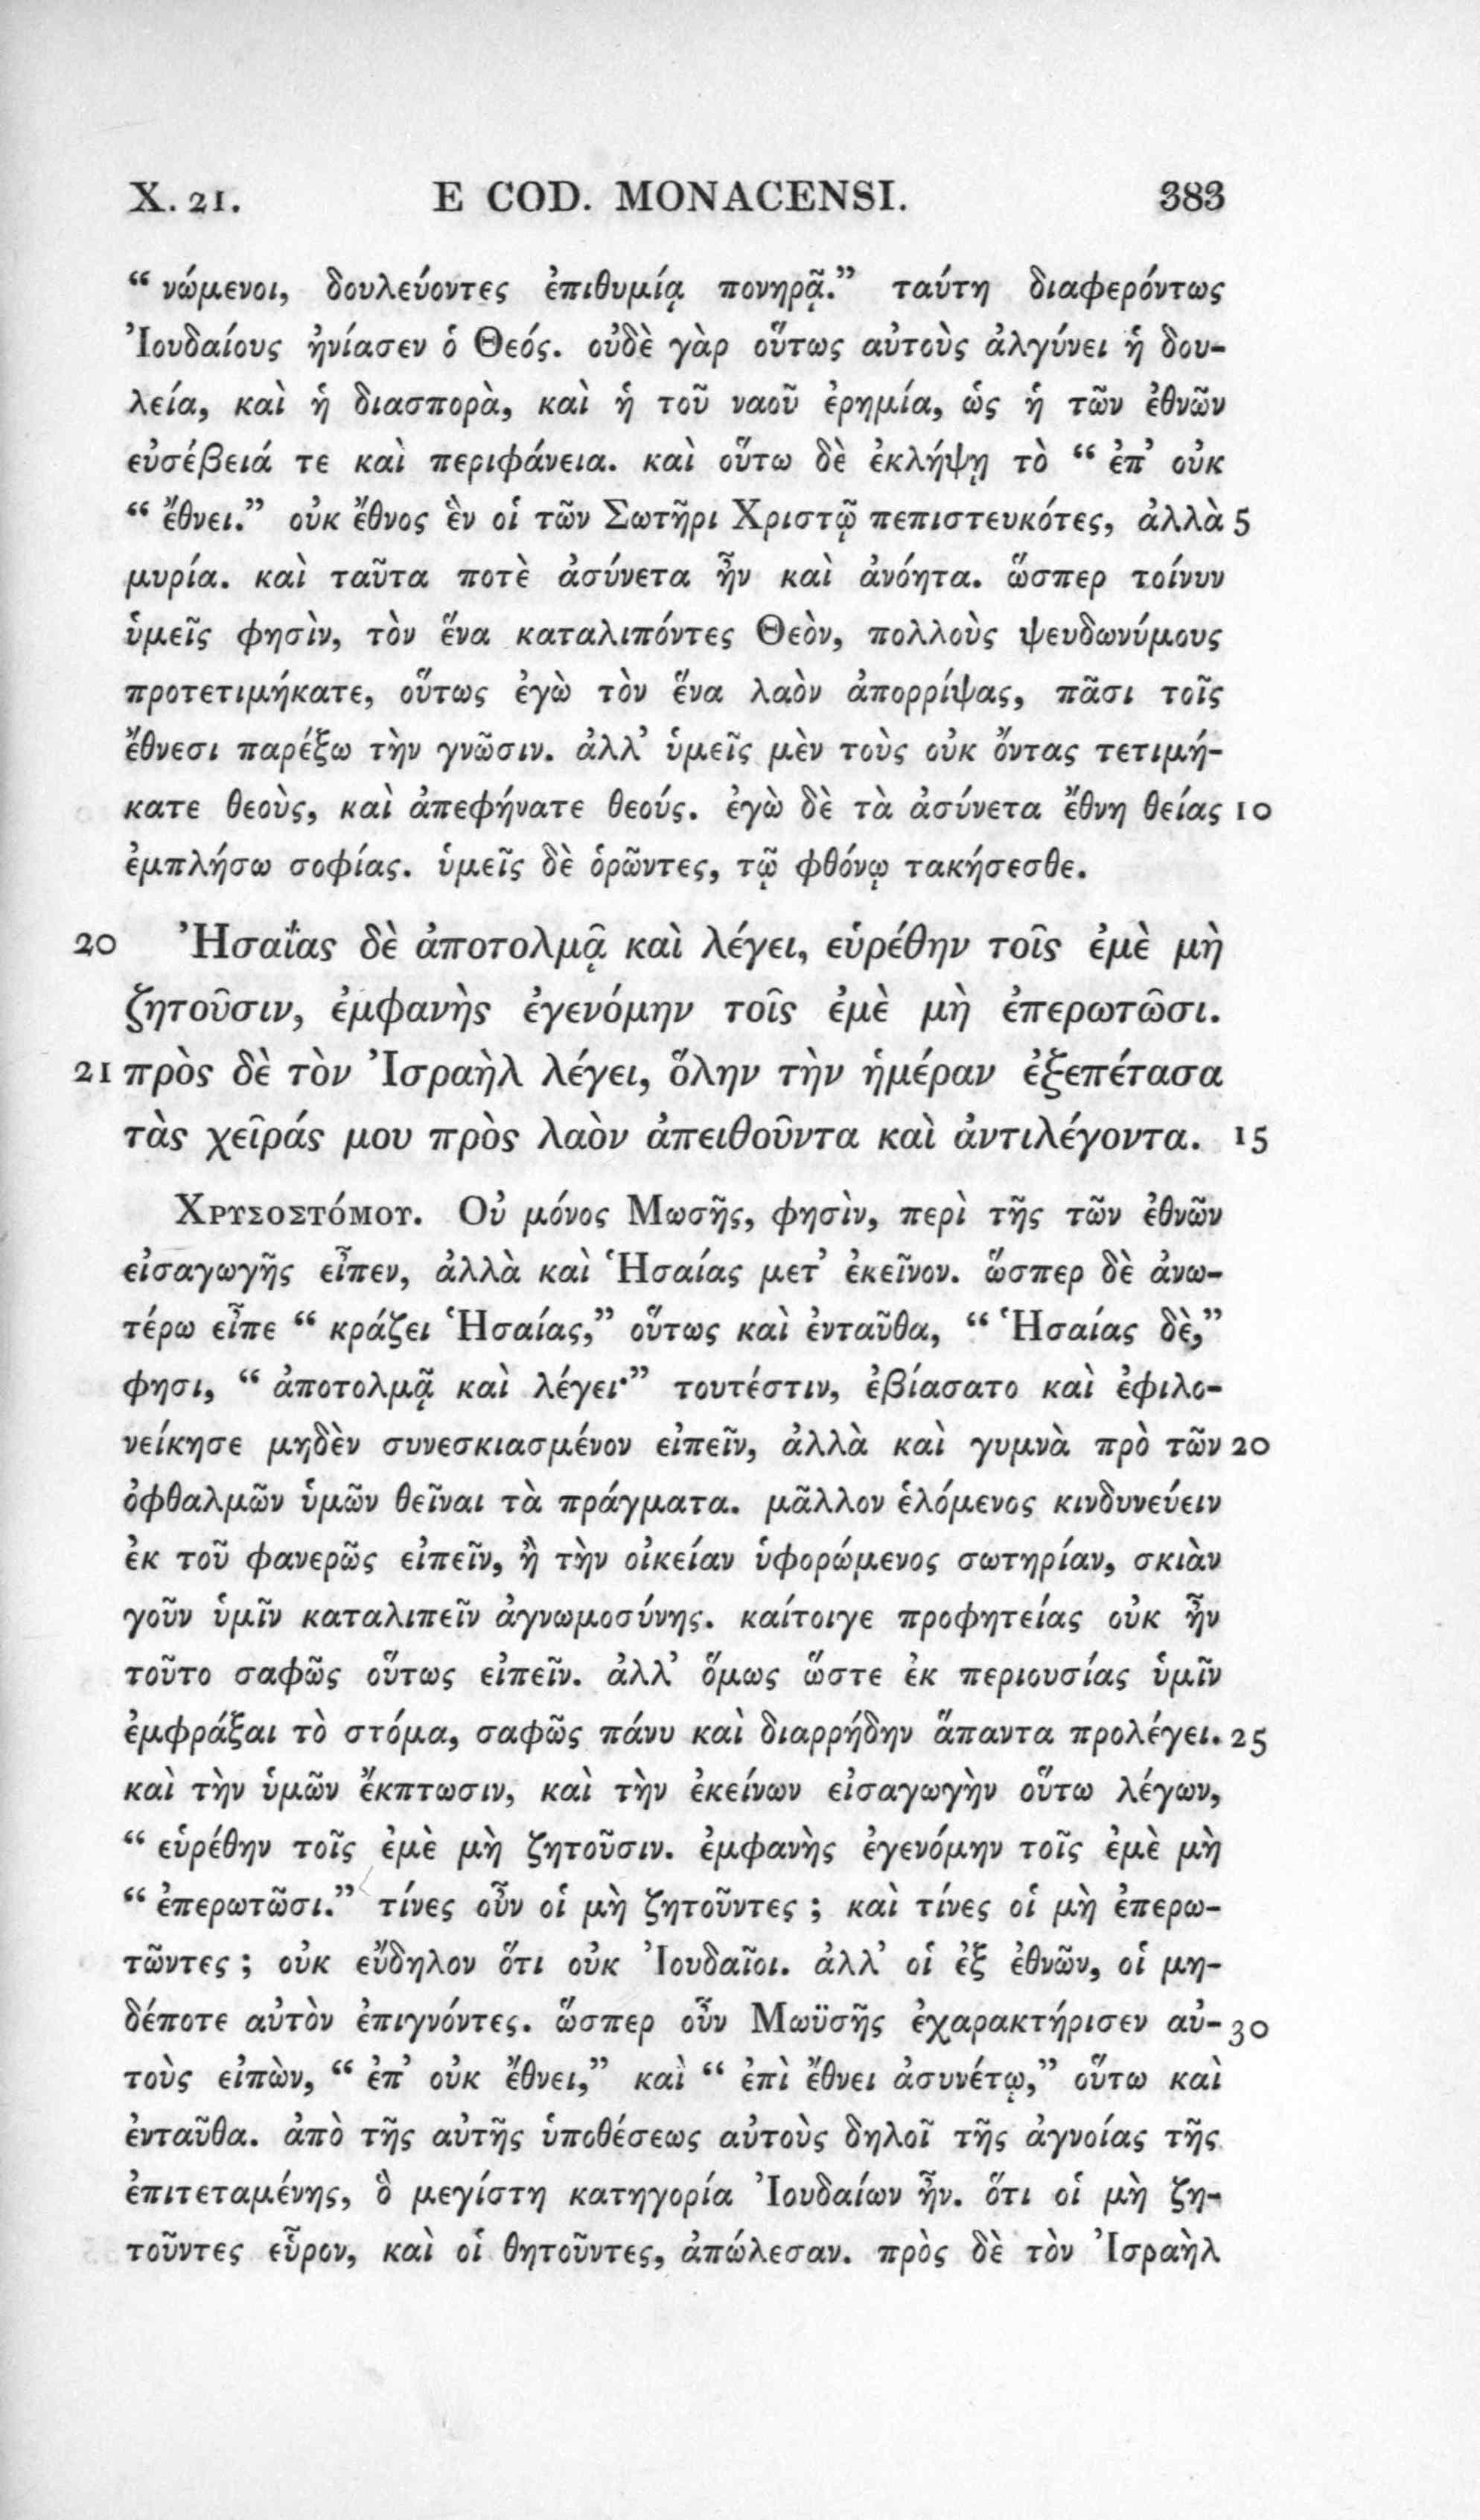 X. 21. E COD. MONACENSI. 383
“ νώμενοι, δουλεύοντες ἐπιθυμίᾳ πονηρᾷ.” ταύτη διαφερόντως
Ἰουδαίους ἠνίασεν ὁ Θεός. οὐδὲ γὰρ οὕτως αὐτοὺς ἀλγύνει ἡ δου-
λεία, καὶ ἡ διασπορὰ, καὶ ἡ τοῦ ναοῦ ἐρημία, ὡς ἡ τῶν ἐθνῶν
εὐσέβειά τε καὶ περιφάνεια. καὶ οὕτω δὲ ἐκλήψῃ τὸ “ ἐπ’ οὐκ
“ ἔθνει.” οὐκ ἔθνος ἓν οἱ τῶν Σωτῆρι Χριστῷ πεπιστευκότες, ἀλλὰ 5
μυρία. καὶ ταῦτα ποτὲ ἀσύνετα ἦν καὶ ἀνόητα. ὥσπερ τοίνυν
ὑμεῖς φησὶν, τὸν ἕνα καταλιπόντες Θεὸν, πολλοὺς ψευδωνύμους
προτετιμήκατε, οὕτως ἐγὼ τὸν ἕνα λαὸν ἀπορρίψας, πᾶσι τοῖς
ἔθνεσι παρέξω τὴν γνῶσιν. ἀλλ’ ὑμεῖς μὲν τοὺς οὐκ ὄντας τετιμή-
κατε θεοὺς, καὶ ἀπεφήνατε θεούς. ἐγὼ δὲ τὰ ἀσύνετα ἔθνη θείας 10
ἐμπλήσω σοφίας. ὑμεῖς δὲ ὁρῶντες, τῷ φθόνῳ τακήσεσθε.
20 Ἠσαΐας δὲ ἀποτολμᾷ καὶ λέγει, εὑρέθην τοῖς ἐμὲ μὴ
ζητοῦσιν, ἐμφανὴς ἐγενόμην τοῖς ἐμὲ μὴ ἐπερωτῶσι.
21 πρὸς δὲ τὸν Ἰσραὴλ λέγει, ὅλην τὴν ἡμέραν ἐξεπέτασα
τὰς χεῖράς μου πρὸς λαὸν ἀπειθοῦντα καὶ ἀντιλέγοντα. 15
Χρυσοστόμου. Οὐ μόνος Μωσῆς, φησὶν, περὶ τῆς τῶν ἐθνῶν
εἰσαγωγῆς εἶπεν, ἀλλὰ καὶ Ἡσαίας μετ’ ἐκεῖνον. ὥσπερ δὲ ἀνω-
τέρω εἶπε “ κράζει Ἡσαίας,” οὕτως καὶ ἐνταῦθα, “ Ἡσαίας δὲ,”
φησι, “ ἀποτολμᾷ καὶ λέγει·” τουτέστιν, ἐβίασατο καὶ ἐφιλο-
νείκησε μηδὲν συνεσκιασμένον εἰπεῖν, ἀλλὰ καὶ γυμνὰ πρὸ τῶν 20
ὀφθαλμῶν ὑμῶν θεῖναι τὰ πράγματα. μᾶλλον ἑλόμενος κινδυνεύειν
ἐκ τοῦ φανερῶς εἰπεῖν, ἢ τὴν οἰκείαν ὑφορώμενος σωτηρίαν, σκιὰν
γοῦν ὑμῖν καταλιπεῖν ἀγνωμοσύνης. καίτοιγε προφητείας οὐκ ἦν
τοῦτο σαφῶς οὕτως εἰπεῖν. ἀλλ’ ὅμως ὥστε ἐκ περιουσίας ὑμῖν
ἐμφράξαι τὸ στόμα, σαφῶς πάνυ καὶ διαρρήδην ἅπαντα προλέγει. 25
καὶ τὴν ὑμῶν ἔκπτωσιν, καὶ τὴν ἐκείνων εἰσαγωγὴν οὕτω λέγων,
“ εὑρέθην τοῖς ἐμὲ μὴ ζητοῦσιν. ἐμφανὴς ἐγενόμην τοῖς ἐμὲ μὴ
“ ἐπερωτῶσι.” τίνες οὖν οἱ μὴ ζητοῦντες ; καὶ τίνες οἱ μὴ ἐπερω-
τῶντες ; οὐκ εὔδηλον ὅτι οὐκ Ἰουδαῖοι. ἀλλ’ οἱ ἐξ ἐθνῶν, οἱ μη-
δέποτε αὐτὸν ἐπιγνόντες. ὥσπερ οὖν Μωϋσῆς ἐχαρακτήρισεν αὐ- 30
τοὺς εἰπὼν, “ ἐπ’ οὐκ ἔθνει,” καὶ “ ἐπὶ ἔθνει ἀσυνέτῳ,” οὕτω καὶ
ἐνταῦθα. ἀπὸ τῆς αὐτῆς ὑποθέσεως αὐτοὺς δηλοῖ τῆς ἀγνοίας τῆς
ἐπιτεταμένης, ὃ μεγίστη κατηγορία Ἰουδαίων ἦν. ὅτι οἱ μὴ ζη-
τοῦντες εὗρον, καὶ οἱ θητοῦντες, ἀπώλεσαν. πρὸς δὲ τὸν Ἰσραὴλ